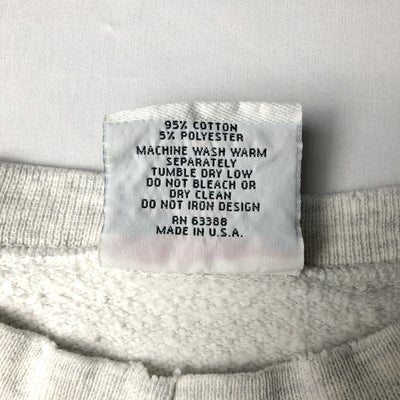 95% COTTON
5% POLYESTER
MACHINE WASH WARM
SEPARATELY
TUMBLE DRY LOW
DO NOT BLEACH OR
DRY CLEAN
DO NOT IRON DESIGN
RN 63388
MADE IN U.S.A.